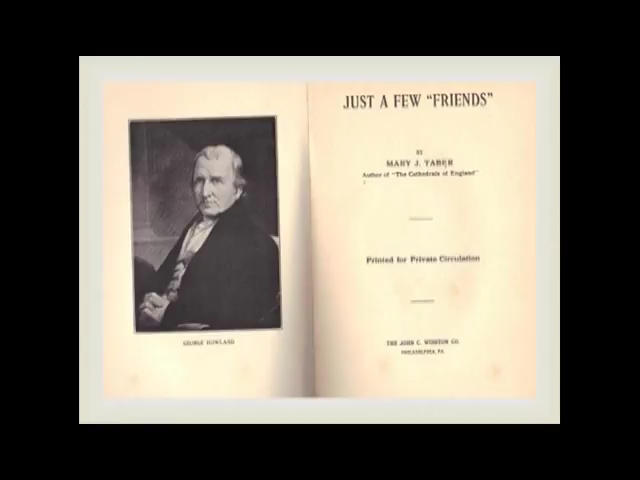 GEORGE HOWLAND
JUST A FEW "FRIENDS"
BY
MARY J. TABER
Author of "The Cathedrals of England"
Printed for Private Circulation
THE JOHN C. WINSTON CO.
PHILADELPHIA, PA.